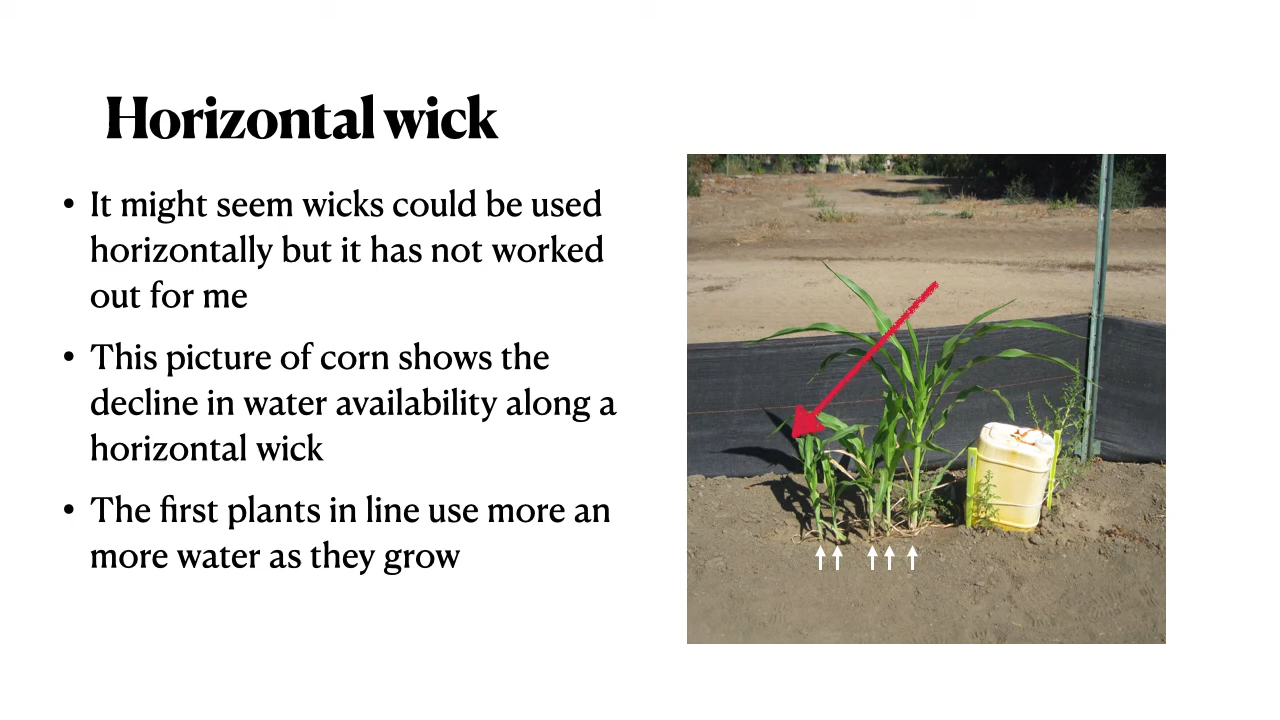 Horizontal wick
• It might seem wicks could be used
horizontally but it has not worked
out for me
• This picture of corn shows the
decline in water availability along a
horizontal wick
• The first plants in line use more an
more water as they grow